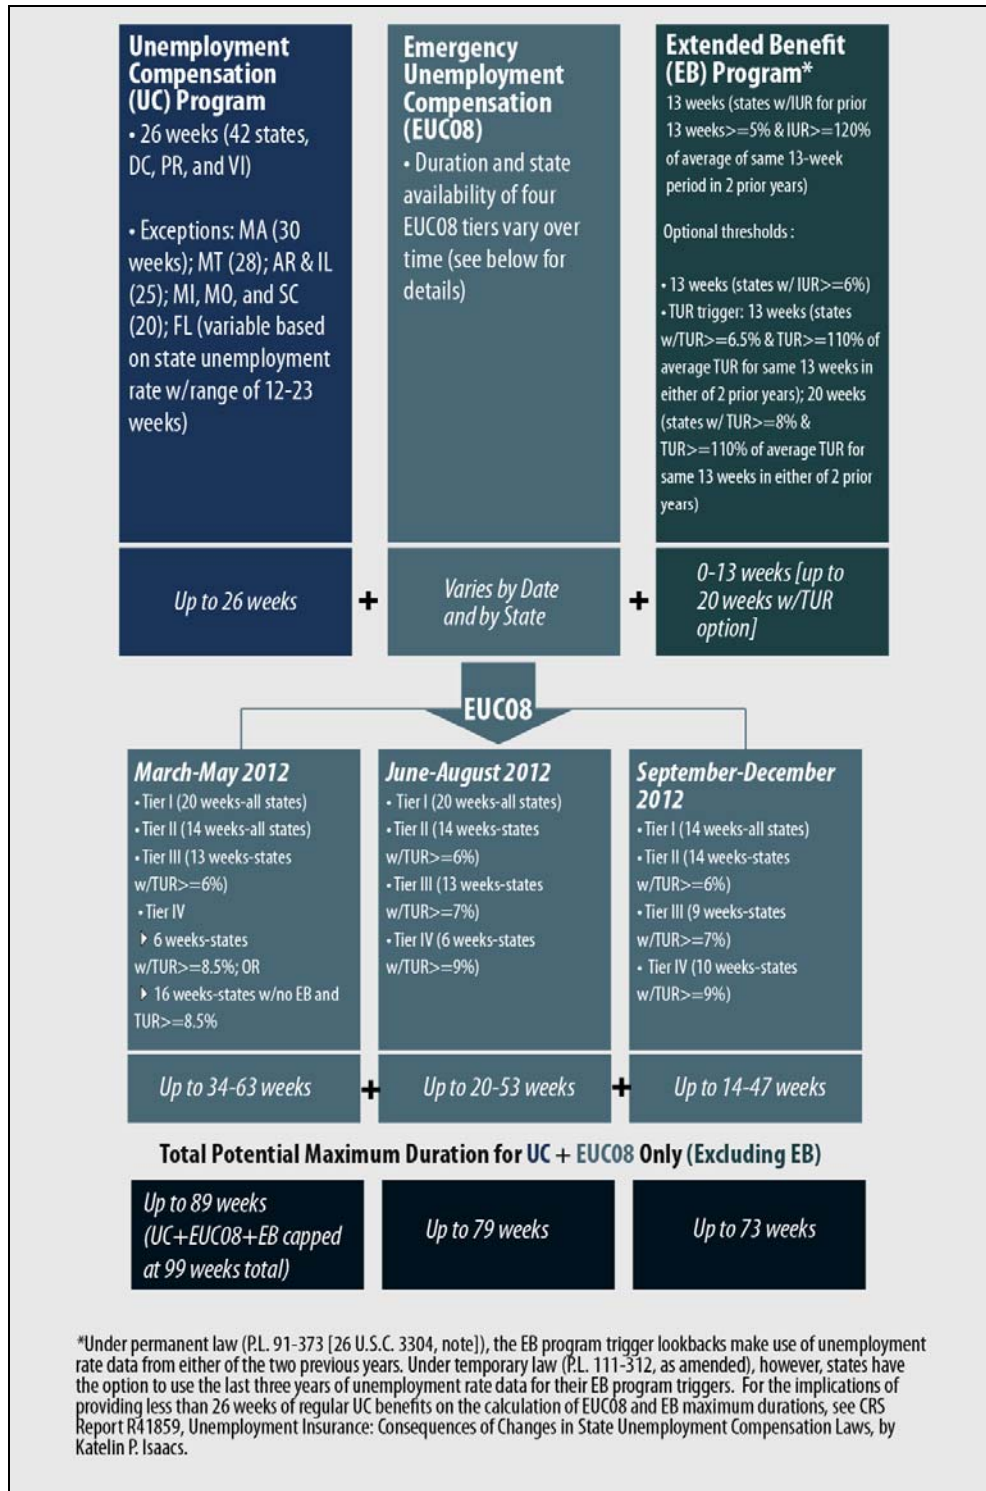 Unemployment
Compensation
(UC) Program
• 26 weeks (42 states,
DC, PR, and VI)
• Exceptions: MA (30
weeks); MT (28); AR & IL
(25); MI, MO, and SC
(20); FL (variable based
on state unemployment
rate w/range of 12-23
weeks)
Emergency
Unemployment
Compensation
(EUC08)
• Duration and state
availability of four
EUC08 tiers vary over
time (see below for
details)
Extended Benefit
(EB) Program*
13 weeks (states w/IUR for prior
13 weeks>=5% & IUR>=120%
of average of same 13-week
period in 2 prior years)
Optional thresholds :
• 13 weeks (states w/ IUR>=6%)
• TUR trigger: 13 weeks (states
w/TUR>=6.5% & TUR>=110% of
average TUR for same 13 weeks in
either of 2 prior years); 20 weeks
(states w/ TUR>=8% &
TUR>=110% of average TUR for
same 13 weeks in either of 2 prior
years)
Up to 26 weeks
+
Varies by Date
and by State
+
0-13 weeks [up to
20 weeks w/TUR
option]
EUC08
March-May 2012
• Tier I (20 weeks-all states)
• Tier II (14 weeks-all states)
• Tier III (13 weeks-states
w/TUR>=6%)
• Tier IV
6 weeks-states
w/TUR>=8.5%; OR
16 weeks-states w/no EB and
TUR>=8.5%
June-August 2012
• Tier I (20 weeks-all states)
• Tier II (14 weeks-states
w/TUR>=6%)
• Tier III (13 weeks-states
w/TUR>=7%)
• Tier IV (6 weeks-states
w/TUR>=9%)
September-December
2012
• Tier I (14 weeks-all states)
• Tier II (14 weeks-states
w/TUR>=6%)
• Tier III (9 weeks-states
w/TUR>=7%)
• Tier IV (10 weeks-states
w/TUR>=9%)
Up to 34-63 weeks
+
Up to 20-53 weeks
+
Up to 14-47 weeks
Total Potential Maximum Duration for UC + EUC08 Only (Excluding EB)
Up to 89 weeks
(UC+EUC08+EB capped
at 99 weeks total)
Up to 79 weeks
Up to 73 weeks
*Under permanent law (P.L. 91-373 [26 U.S.C. 3304, note]), the EB program trigger lookbacks make use of unemployment
rate data from either of the two previous years. Under temporary law (P.L. 111-312, as amended), however, states have
the option to use the last three years of unemployment rate data for their EB program triggers. For the implications of
providing less than 26 weeks of regular UC benefits on the calculation of EUC08 and EB maximum durations, see CRS
Report R41859, Unemployment Insurance: Consequences of Changes in State Unemployment Compensation Laws, by
Katelin P. Isaacs.